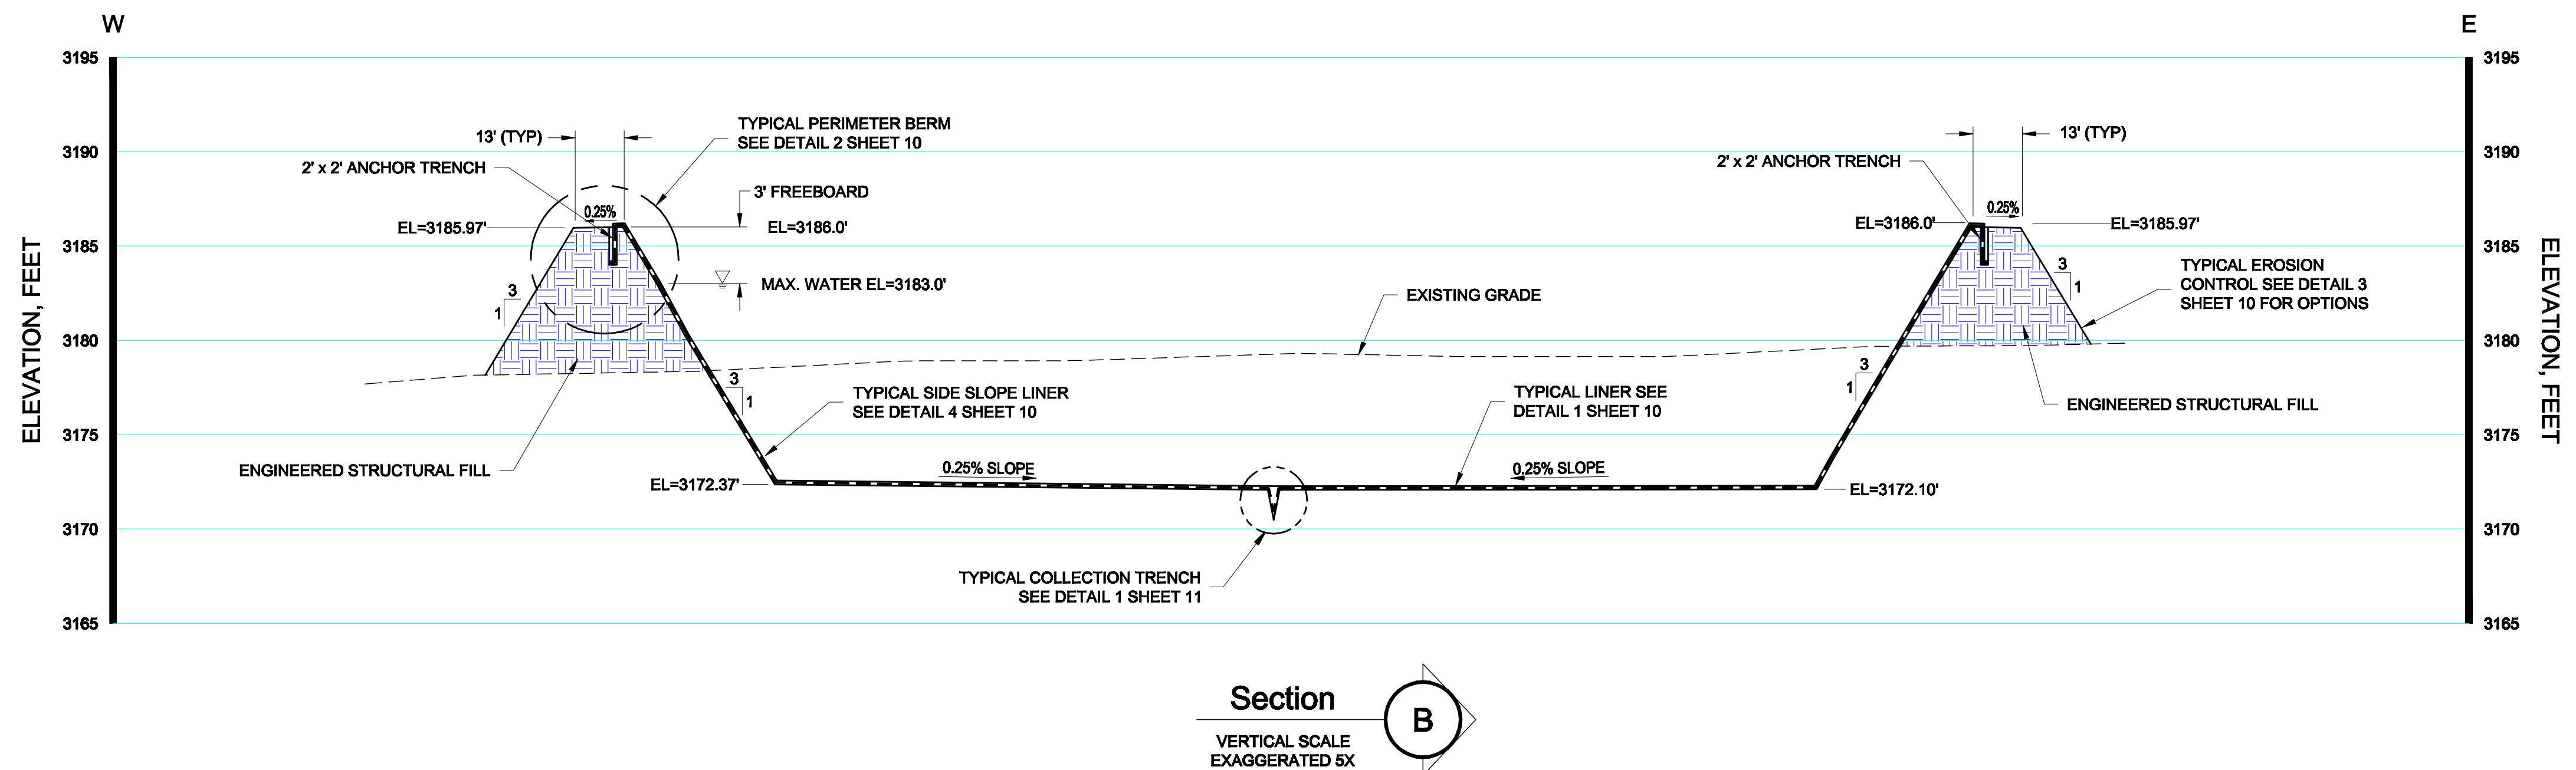 W
E
3195
3195
13' (TYP)
TYPICAL PERIMETER BERM
SEE DETAIL 2 SHEET 10
13' (TYP)
3190
3190
2' x 2' ANCHOR TRENCH
2' x 2' ANCHOR TRENCH
3' FREEBOARD
0.25%
0.25%
EL=3185.97'
EL=3186.0'
EL=3186.0'
EL=3185.97'
3185
3185
TYPICAL EROSION
CONTROL SEE DETAIL 3
SHEET 10 FOR OPTIONS
3
1
MAX. WATER EL=3183.0'
EXISTING GRADE
3
1
ELEVATION, FEET
ELEVATION, FEET
3180
3180
3
1
TYPICAL SIDE SLOPE LINER
SEE DETAIL 4 SHEET 10
TYPICAL LINER SEE
DETAIL 1 SHEET 10
3
1
ENGINEERED STRUCTURAL FILL
3175
3175
ENGINEERED STRUCTURAL FILL
0.25% SLOPE
0.25% SLOPE
EL=3172.37'
EL=3172.10'
3170
3170
TYPICAL COLLECTION TRENCH
SEE DETAIL 1 SHEET 11
3165
3165
Section
B
VERTICAL SCALE
EXAGGERATED 5X